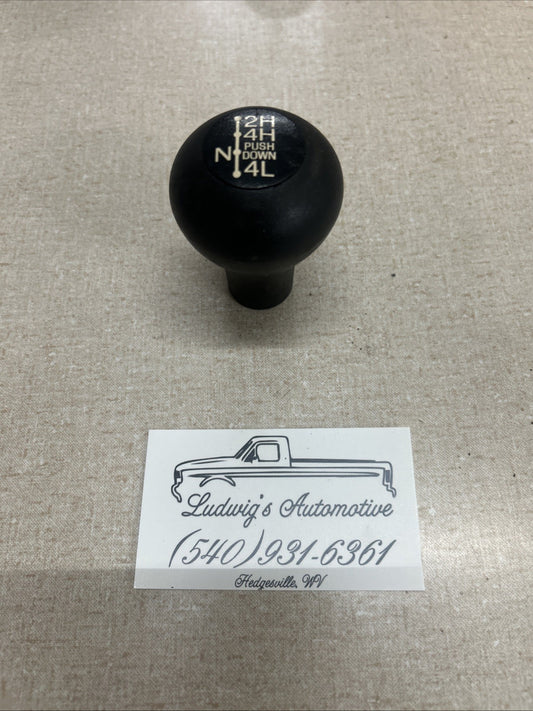 2H
4H
PUSH
N DOWN
4L
Ludwig's Automotive
(540)931-6361
Hedgesville, WV